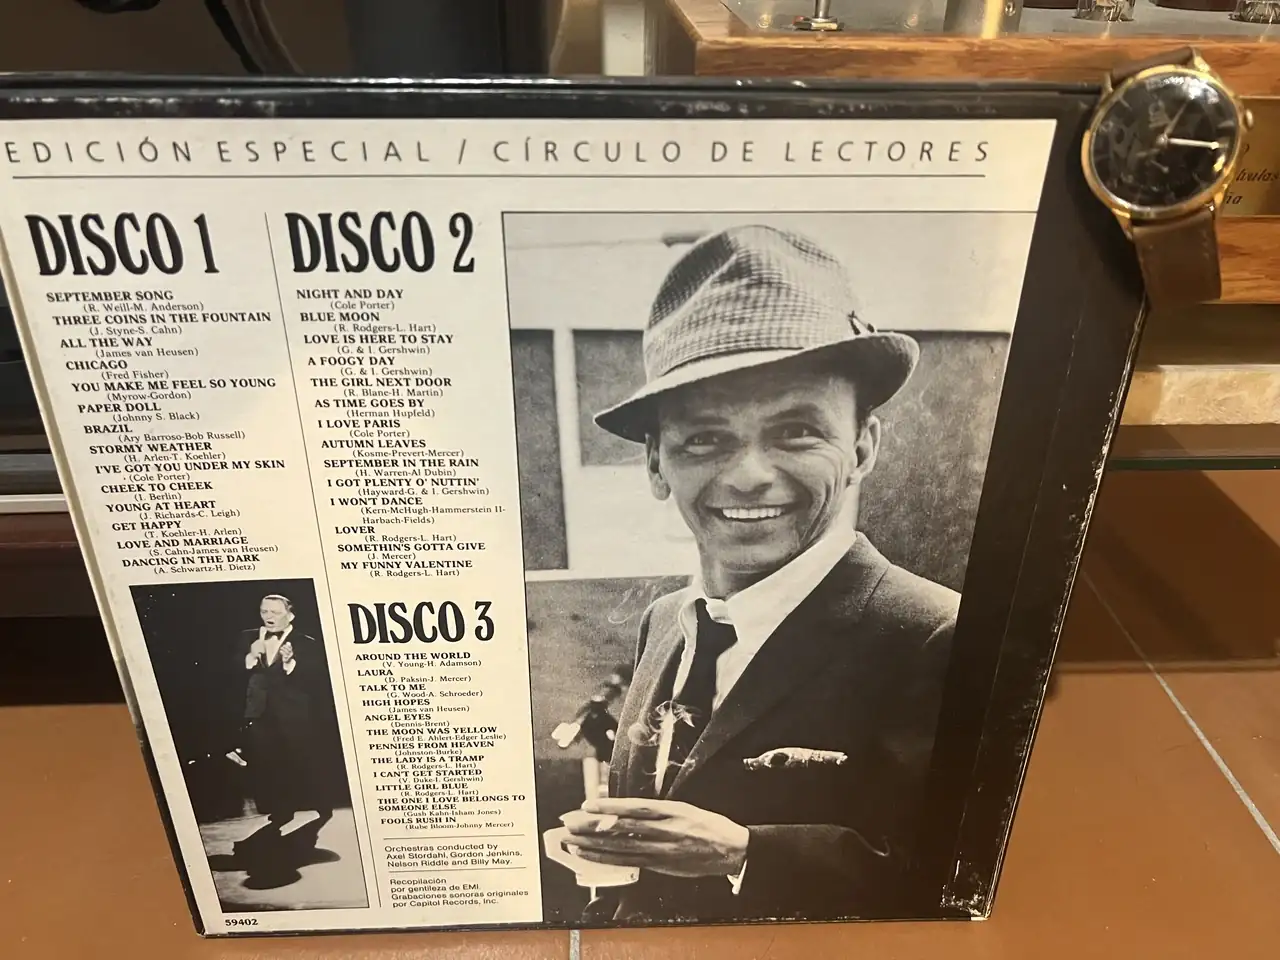 EDICIÓN ESPECIAL / CÍRCULO DE LECTORES
DISCO 1
SEPTEMBER SONG
(R. Weill-M. Anderson)
THREE COINS IN THE FOUNTAIN
(J. Styne-S. Cahn)
ALL THE WAY
(James van Heusen)
CHICAGO
(Fred Fisher)
YOU MAKE ME FEEL SO YOUNG
(Myrow-Gordon)
PAPER DOLL
(Johnny S. Black)
BRAZIL
(Ary Barroso-Bob Russell)
STORMY WEATHER
(H. Arlen-T. Koehler)
I'VE GOT YOU UNDER MY SKIN
(Cole Porter)
CHEEK TO CHEEK
(I. Berlin)
YOUNG AT HEART
(J. Richards-C. Leigh)
GET HAPPY
(T. Koehler-H. Arlen)
LOVE AND MARRIAGE
(S. Cahn-James van Heusen)
DANCING IN THE DARK
(A. Schwartz-H. Dietz)
59402
DISCO 2
NIGHT AND DAY
(Cole Porter)
BLUE MOON
(R. Rodgers-L. Hart)
LOVE IS HERE TO STAY
(G. & I. Gershwin)
A FOOGY DAY
(G. & I. Gershwin)
THE GIRL NEXT DOOR
(R. Blane-H. Martin)
AS TIME GOES BY
(Herman Hupfeld)
I LOVE PARIS
(Cole Porter)
AUTUMN LEAVES
(Kosme-Prevert-Mercer)
SEPTEMBER IN THE RAIN
(H. Warren-Al Dubin)
I GOT PLENTY O' NUTTIN'
(Hayward-G. & I. Gershwin)
I WON'T DANCE
(Kern-McHugh-Hammerstein II-
Harbach-Fields)
LOVER
(R. Rodgers-L. Hart)
SOMETHIN'S GOTTA GIVE
(J. Mercer)
MY FUNNY VALENTINE
(R. Rodgers-L. Hart)
DISCO 3
AROUND THE WORLD
(V. Young-H. Adamson)
LAURA
(D. Paksin-J. Mercer)
TALK TO ME
(G. Wood-A. Schroeder)
HIGH HOPES
(James van Heusen)
ANGEL EYES
(Dennis-Brent)
THE MOON WAS YELLOW
(Fred E. Ahlert-Edger Leslie)
PENNIES FROM HEAVEN
(Johnston-Burke)
THE LADY IS A TRAMP
(R. Rodgers-L. Hart)
I CAN'T GET STARTED
(V. Duke-I. Gershwin)
LITTLE GIRL BLUE
(R. Rodgers-L. Hart)
THE ONE I LOVE BELONGS TO
SOMEONE ELSE
(Gush Kahn-Isham Jones)
FOOLS RUSH IN
(Rube Bloom-Johnny Mercer)
Orchestras conducted by
Axel Stordahl, Gordon Jenkins,
Nelson Riddle and Billy May.
Recopilación
por gentileza de EMI.
Grabaciones sonoras originales
por Capitol Records, Inc.